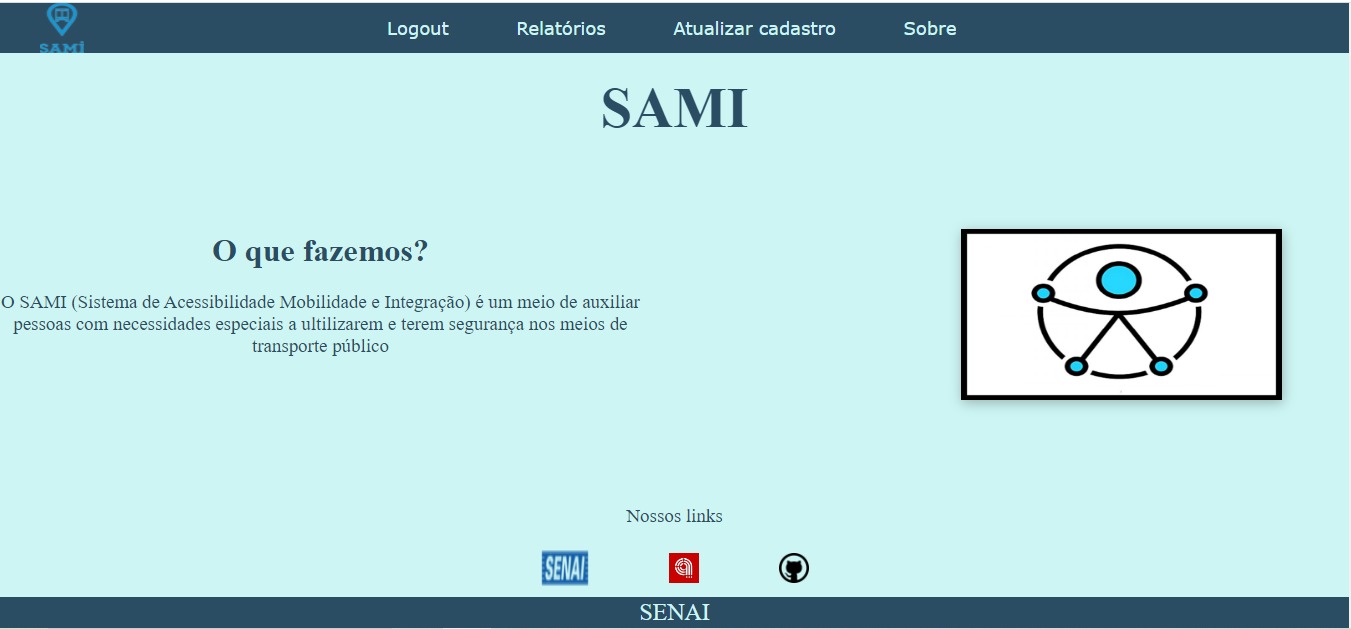 SAMi
Logout Relatórios Atualizar cadastro Sobre
SAMI
O que fazemos?
O SAMI (Sistema de Acessibilidade Mobilidade e Integração) é um meio de auxiliar
pessoas com necessidades especiais a ultilizarem e terem segurança nos meios de
transporte público
Nossos links
SENAI
SENAI